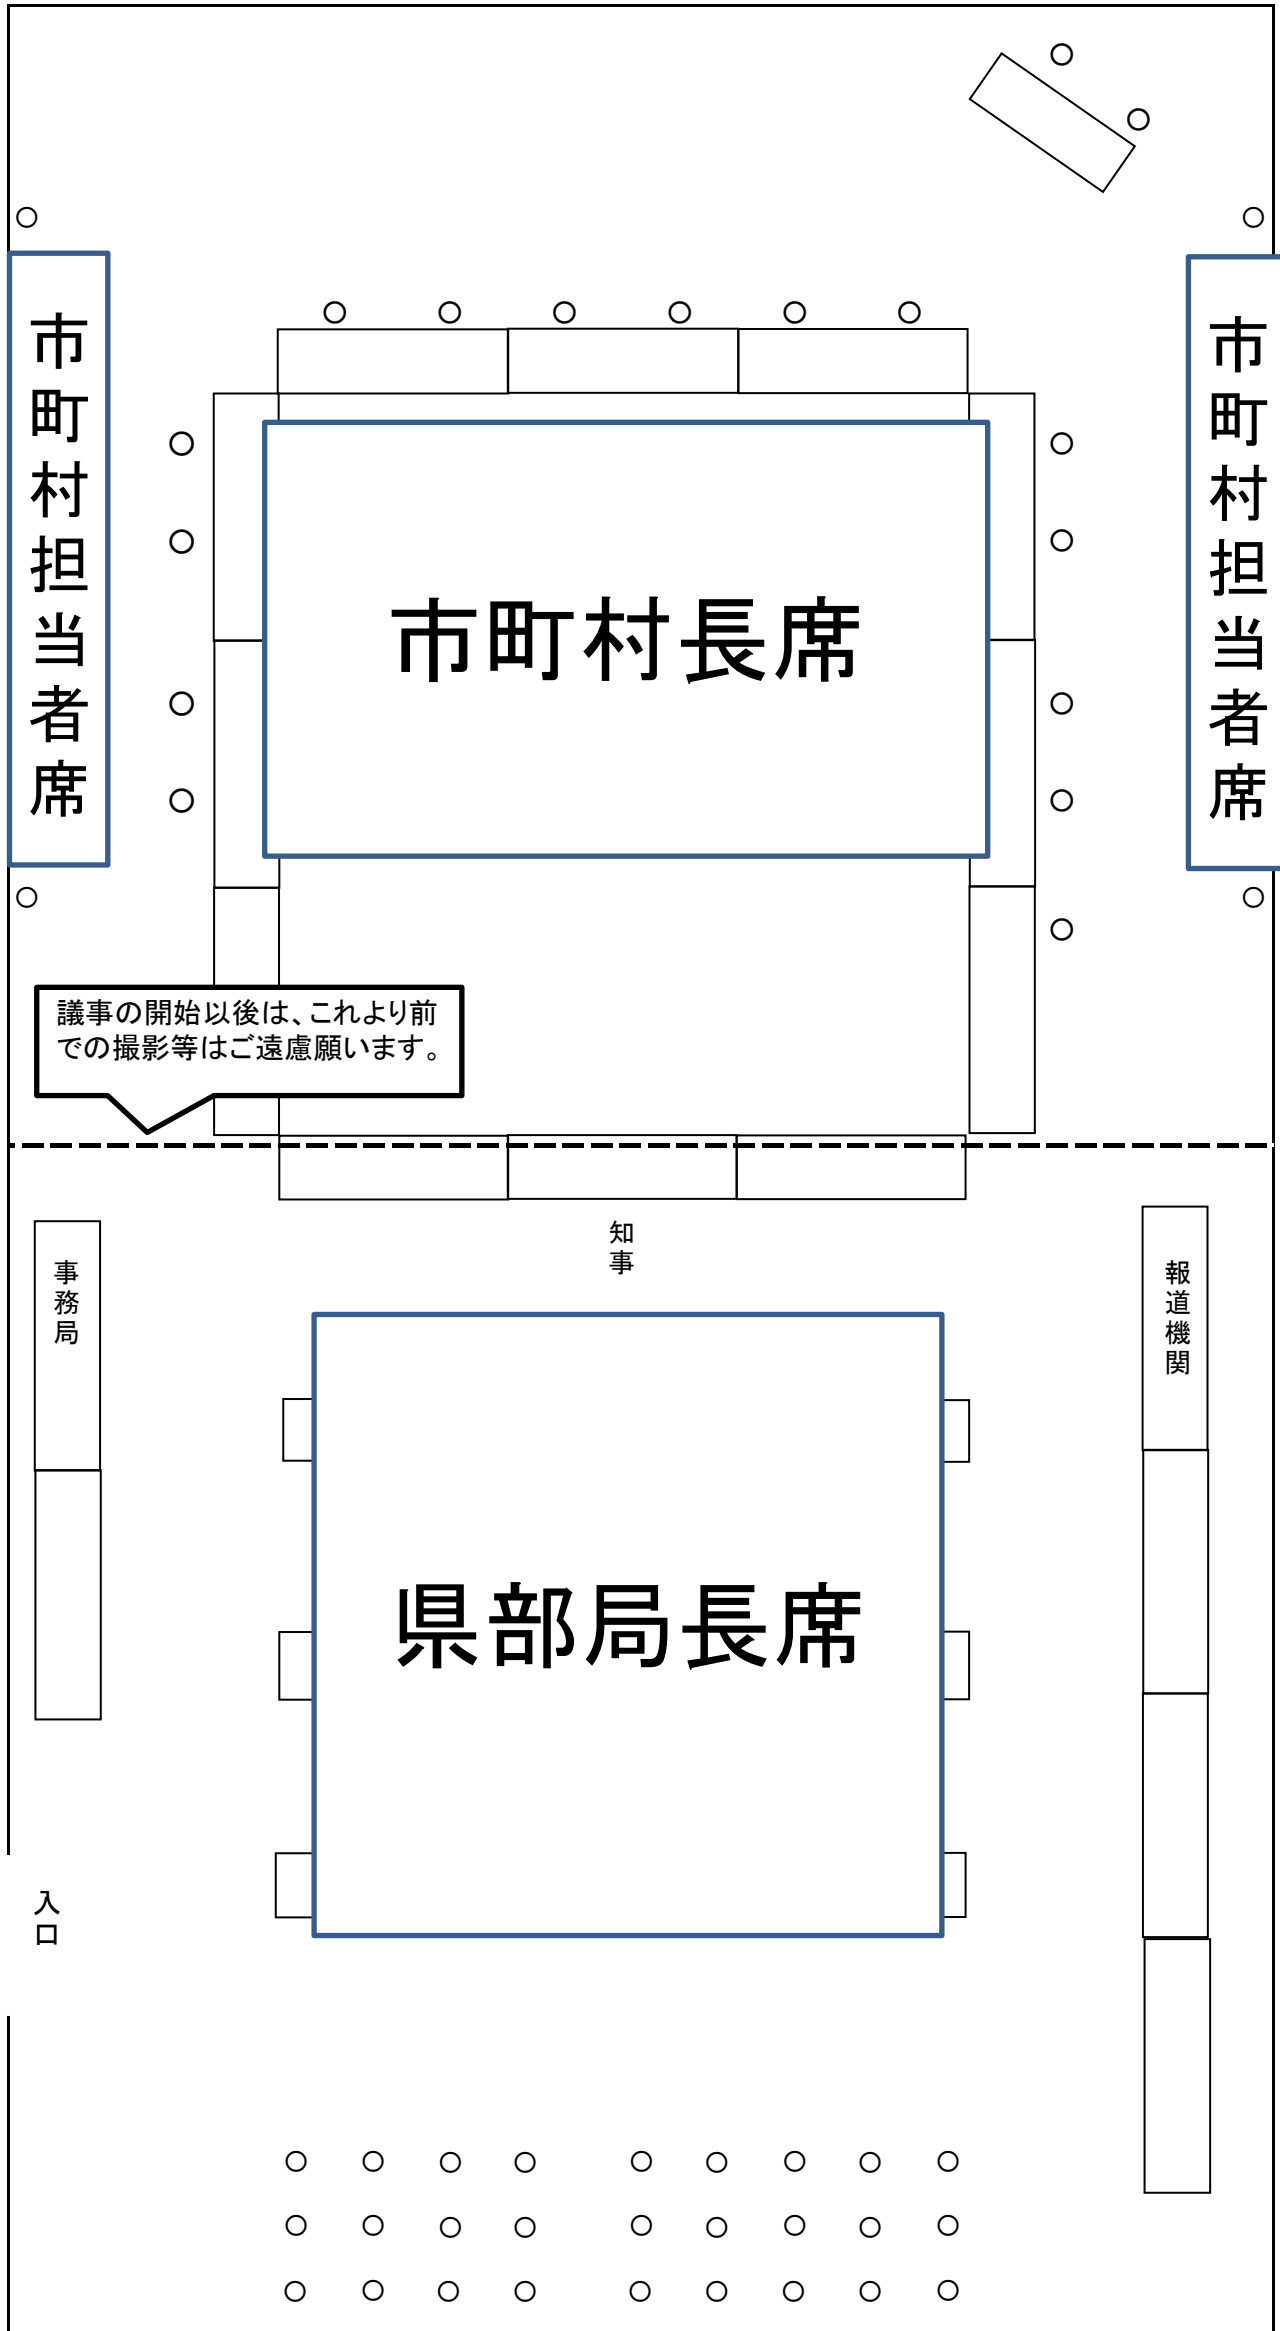 市町村担当者席
市町村担当者席
市町村長席
議事の開始以後は、これより前
での撮影等はご遠慮願います。
知事
事務局
報道機関
県部局長席
入口